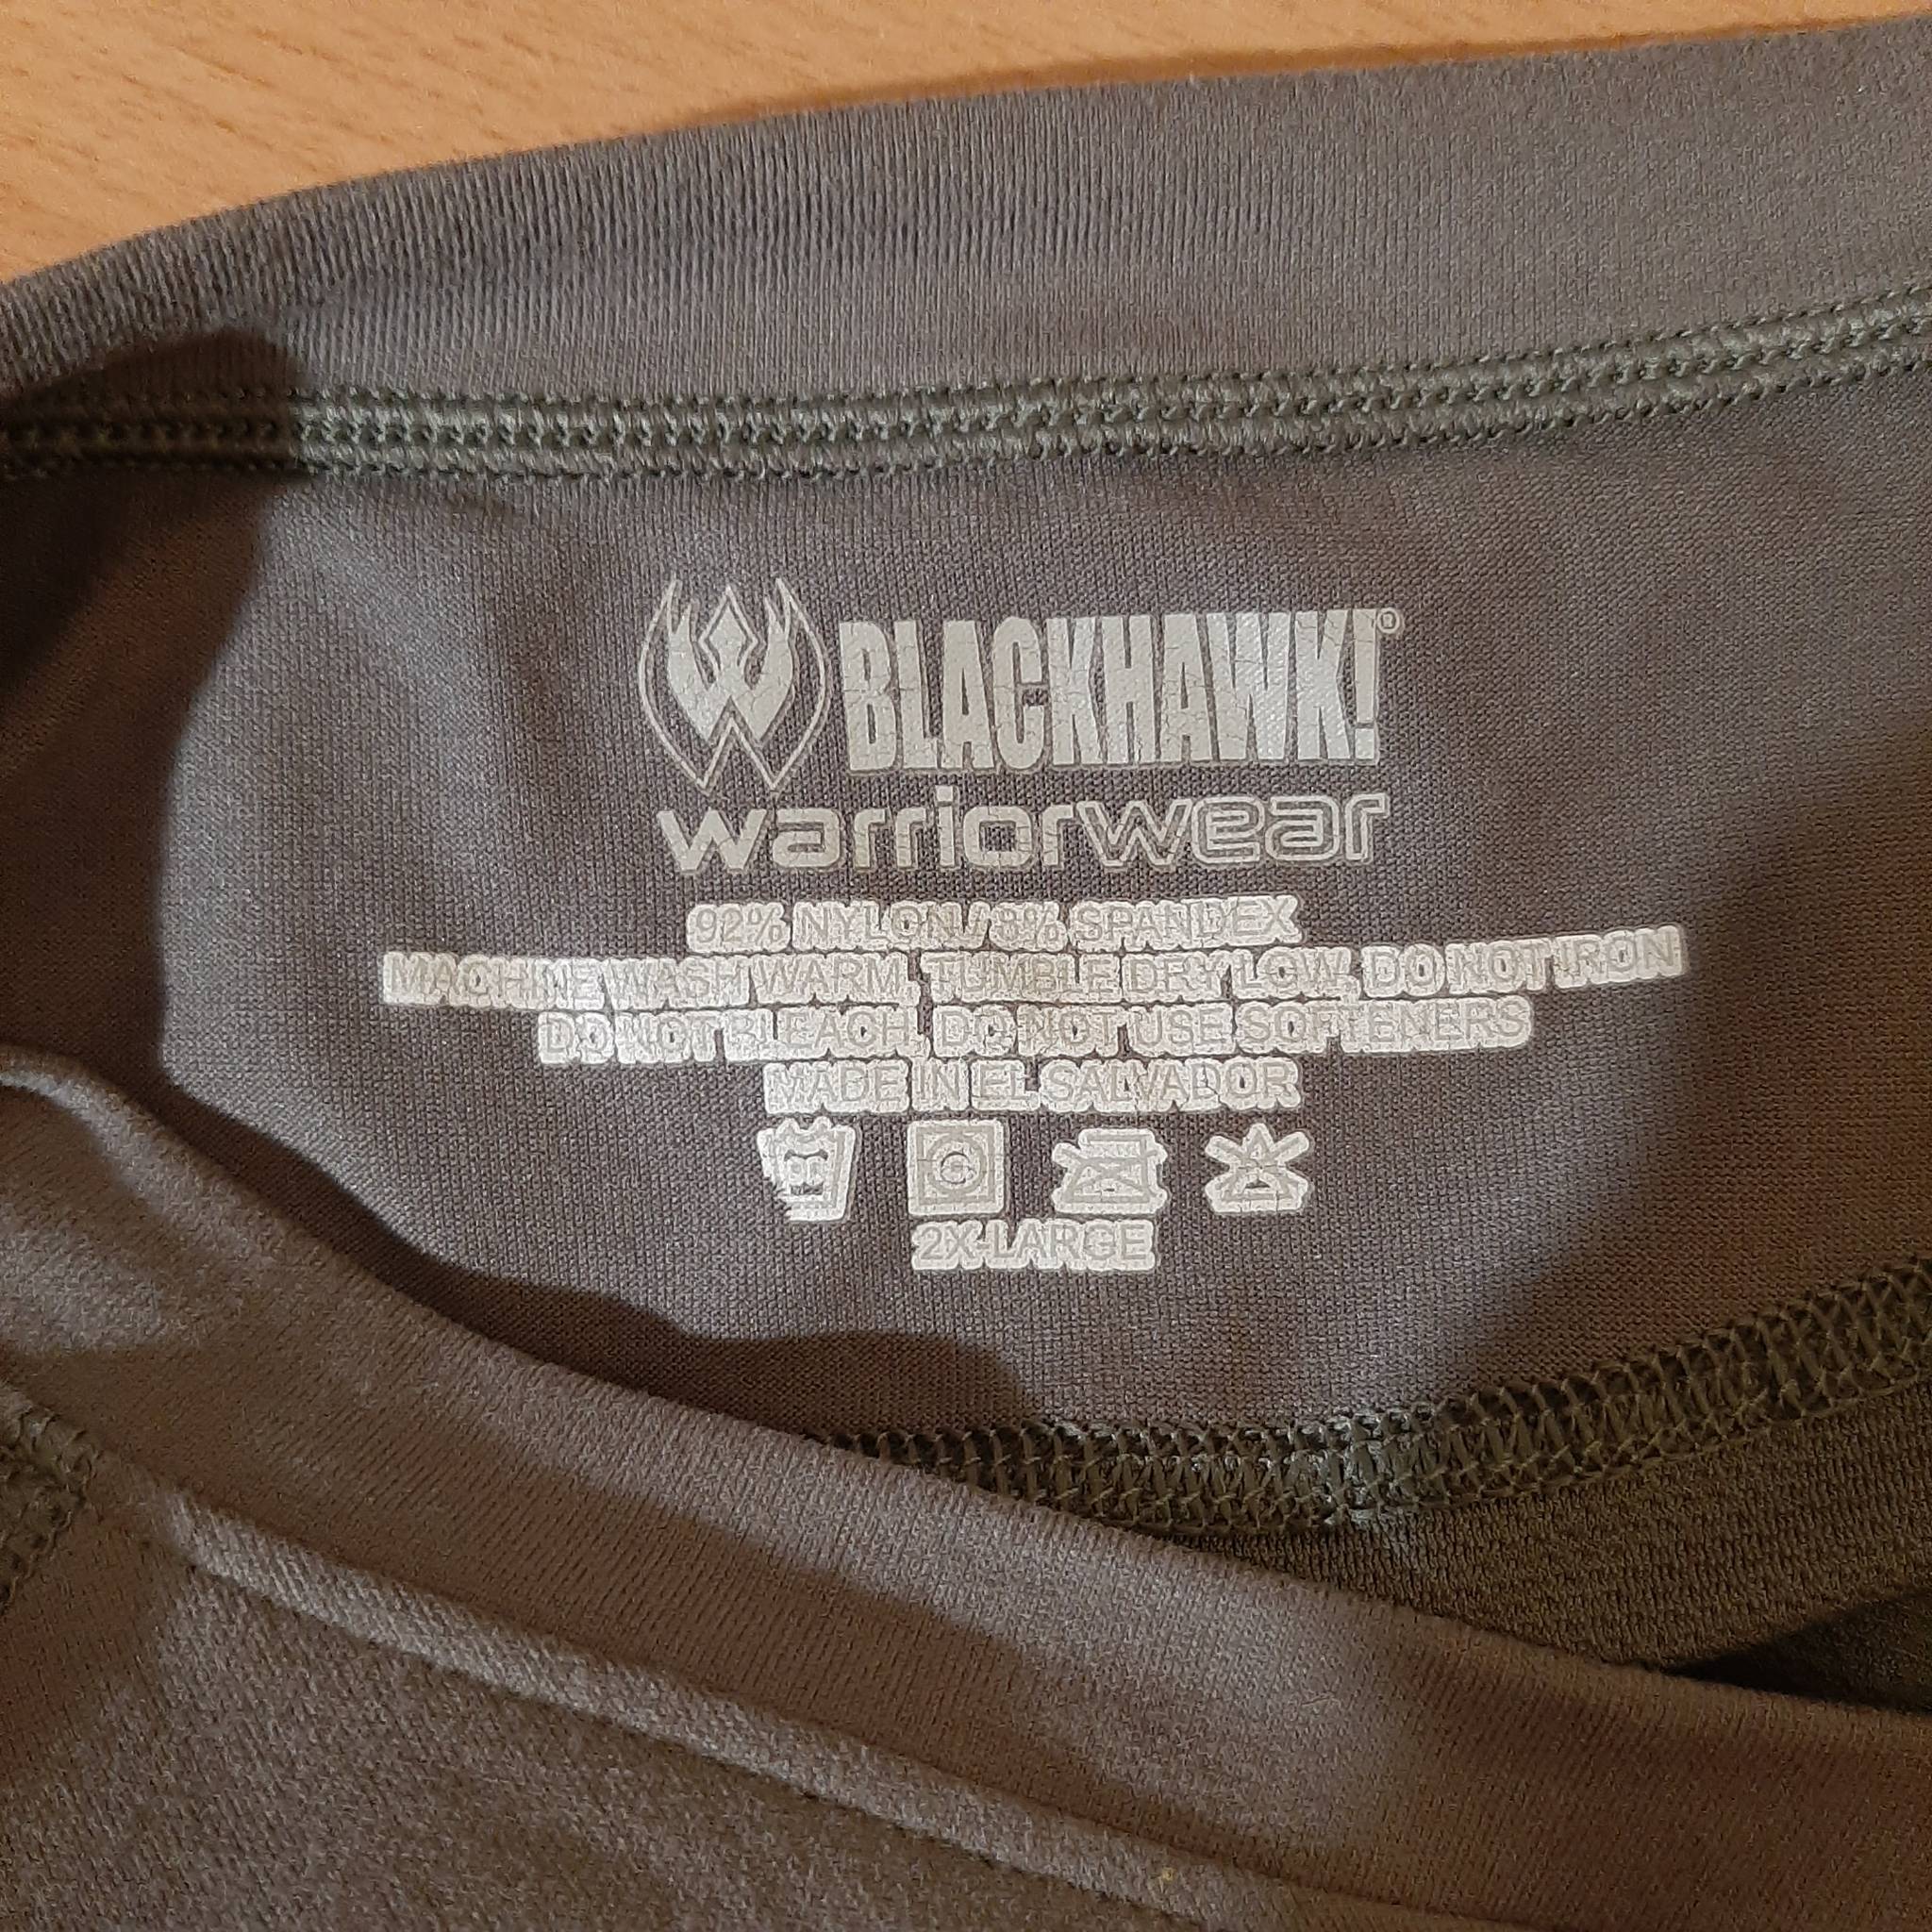 BLACKHAWK!®
warriorwear
92% NYLON / 8% SPANDEX
MACHINE WASH WARM, TUMBLE DRY LOW, DO NOT IRON
DO NOT BLEACH, DO NOT USE SOFTENERS
MADE IN EL SALVADOR
2X-LARGE